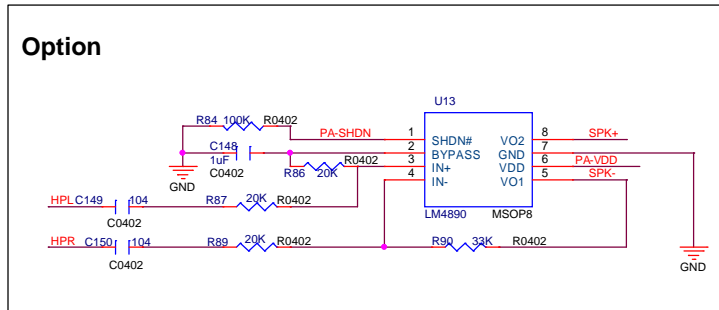 Option
U13
R84 100K R0402
PA-SHDN 1 SHDN# VO2 8 SPK+
C148 2 BYPASS GND 7
1uF R86 20K R0402 3 IN+ VDD 6 PA-VDD
C0402 4 IN- VO1 5 SPK-
GND
HPL C149 104 R87 20K R0402 LM4890 MSOP8
C0402
HPR C150 104 R89 20K R0402 R90 33K R0402
C0402
GND